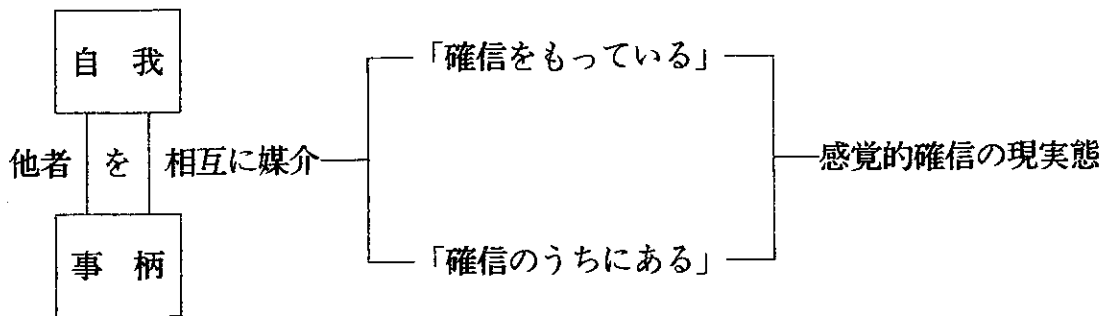 自我
「確信をもっている」
他者を相互に媒介
感覚的確信の現実態
「確信のうちにある」
事柄